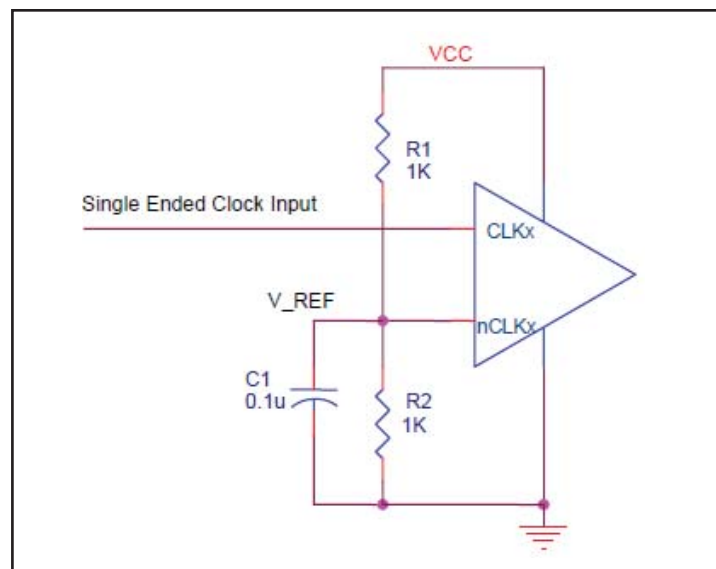 VCC
R1
1K
Single Ended Clock Input
CLKx
V_REF
nCLKx
C1
0.1u
R2
1K